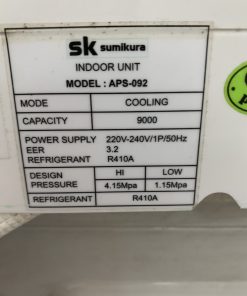 sk sumikura
INDOOR UNIT
MODEL : APS-092
MODE COOLING
CAPACITY 9000
POWER SUPPLY 220V-240V/1P/50Hz
EER 3.2
REFRIGERANT R410A
DESIGN PRESSURE HI LOW
4.15Mpa 1.15Mpa
REFRIGERANT R410A